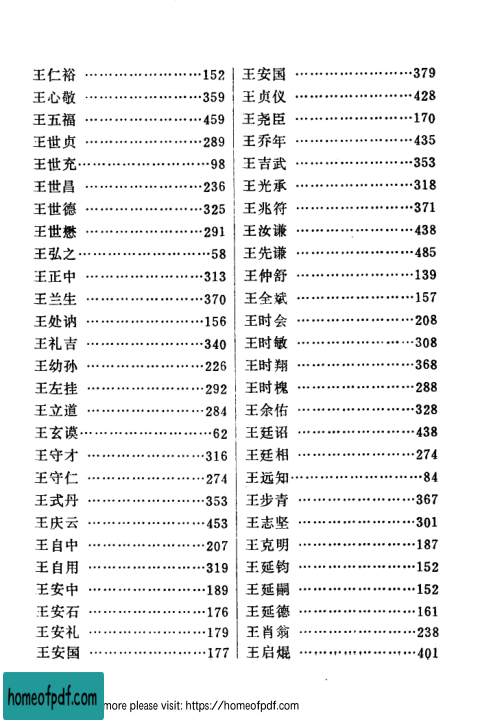 王仁裕 ……………………152
王心敬 ……………………359
王五福 ……………………459
王世贞 ……………………289
王世充……………………98
王世昌 ……………………236
王世德 ……………………325
王世懋 ……………………291
王弘之……………………58
王正中 ……………………313
王兰生 ……………………370
王处讷 ……………………156
王礼吉 ……………………340
王幼孙 ……………………226
王左挂 ……………………292
王立道 ……………………284
王玄谟……………………62
王守才 ……………………316
王守仁 ……………………274
王式丹 ……………………353
王庆云 ……………………453
王自中 ……………………207
王自用 ……………………319
王安中 ……………………189
王安石 ……………………176
王安礼 ……………………179
王安国 ……………………177
王安国 ……………………379
王贞仪 ……………………428
王尧臣 ……………………170
王乔年 ……………………435
王吉武 ……………………353
王光承 ……………………318
王兆符 ……………………371
王汝谦 ……………………438
王先谦 ……………………485
王仲舒 ……………………139
王全斌 ……………………157
王时会 ……………………208
王时敏 ……………………308
王时翔 ……………………368
王时槐 ……………………288
王余佑 ……………………328
王廷诏 ……………………438
王廷相 ……………………274
王远知……………………84
王步青 ……………………367
王志坚 ……………………301
王克明 ……………………187
王延钧 ……………………152
王延嗣 ……………………152
王延德 ……………………161
王肖翁 ……………………238
王启焜 ……………………401
homeofpdf.com
more please visit: https://homeofpdf.com